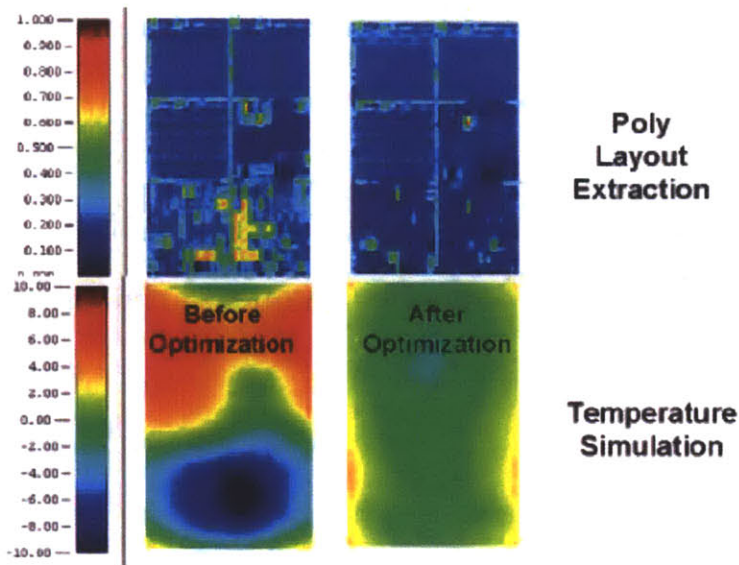 1.000
0.900
0.800
0.700
0.600
0.500
0.400
0.300
0.200
0.100
Poly
Layout
Extraction
10.00
8.00
6.00
4.00
2.00
0.00
-2.00
-4.00
-6.00
-8.00
-10.00
Before
Optimization
After
Optimization
Temperature
Simulation